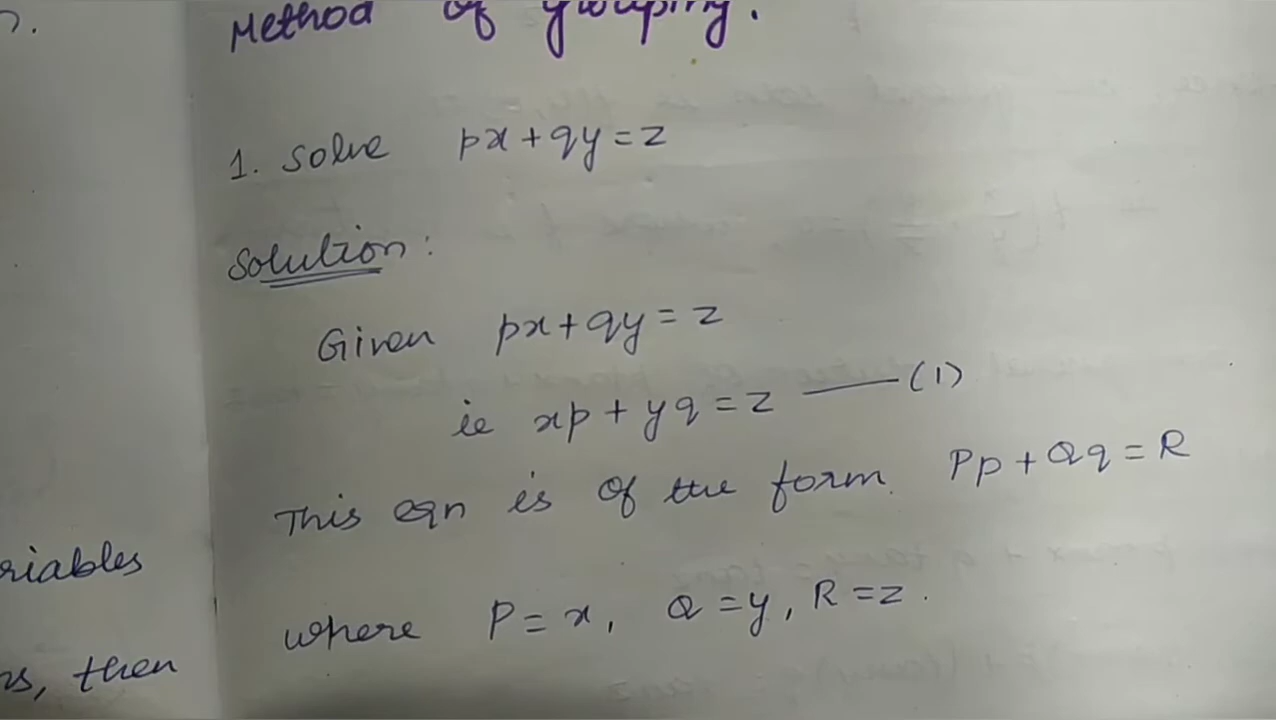 Method of grouping.
1. Solve px + qy = z
Solution:
Given px + qy = z
ie xp + yq = z —— (1)
This eqn is of the form. Pp + Qq = R
where P = x, Q = y, R = z.
riables
then